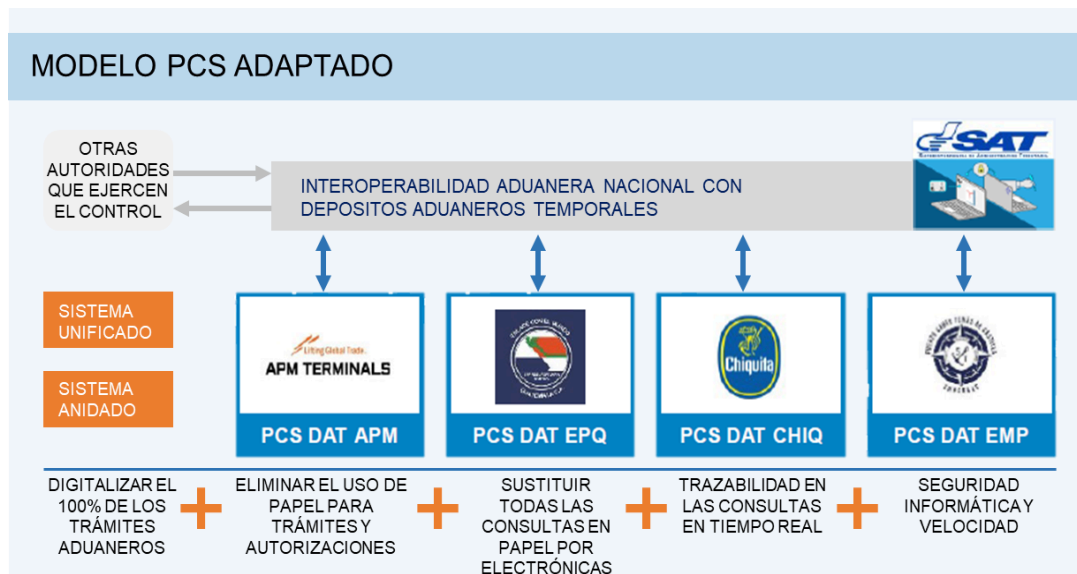 MODELO PCS ADAPTADO
OTRAS
AUTORIDADES
QUE EJERCEN
EL CONTROL
INTEROPERABILIDAD ADUANERA NACIONAL CON
DEPOSITOS ADUANEROS TEMPORALES
SAT
SISTEMA
UNIFICADO
SISTEMA
ANIDADO
Lifting Global Trade.
APM TERMINALS
Chiquita
PCS DAT APM
PCS DAT EPQ
PCS DAT CHIQ
PCS DAT EMP
DIGITALIZAR EL
100% DE LOS
TRÁMITES
ADUANEROS
+
ELIMINAR EL USO DE
PAPEL PARA
TRÁMITES Y
AUTORIZACIONES
+
SUSTITUIR
TODAS LAS
CONSULTAS EN
PAPEL POR
ELECTRÓNICAS
+
TRAZABILIDAD EN
LAS CONSULTAS
EN TIEMPO REAL
+
SEGURIDAD
INFORMÁTICA Y
VELOCIDAD